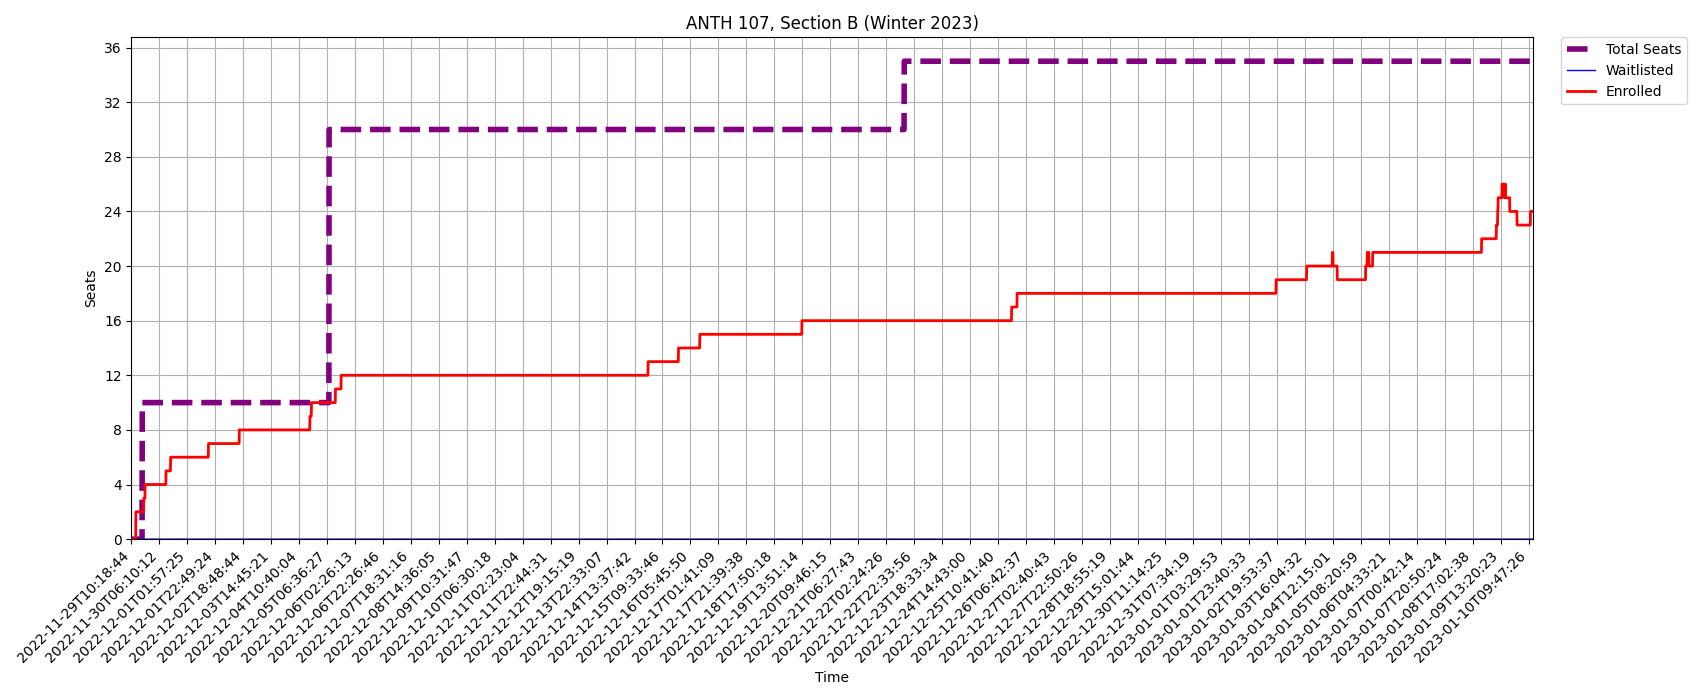 ANTH 107, Section B (Winter 2023)
Total Seats
Waitlisted
Enrolled
36
32
28
24
20
16
12
8
4
0
Seats
2022-11-29T10:18:44
2022-11-30T06:10:12
2022-12-01T01:57:25
2022-12-01T22:49:24
2022-12-02T18:48:44
2022-12-03T14:45:21
2022-12-04T10:40:04
2022-12-05T06:36:27
2022-12-06T02:26:13
2022-12-06T22:26:46
2022-12-07T18:31:16
2022-12-08T14:36:05
2022-12-09T10:31:47
2022-12-10T06:30:18
2022-12-11T02:23:04
2022-12-11T22:44:31
2022-12-12T19:15:19
2022-12-13T22:33:07
2022-12-14T14:37:42
2022-12-15T09:33:46
2022-12-16T05:45:50
2022-12-17T01:41:09
2022-12-17T21:39:38
2022-12-18T17:50:18
2022-12-19T13:51:14
2022-12-20T09:46:15
2022-12-21T06:27:43
2022-12-22T02:24:26
2022-12-22T22:33:56
2022-12-23T18:33:34
2022-12-24T14:43:00
2022-12-25T10:41:40
2022-12-26T06:42:37
2022-12-27T02:40:43
2022-12-27T22:50:26
2022-12-28T18:55:19
2022-12-29T15:01:44
2022-12-30T11:14:25
2022-12-31T07:34:19
2023-01-01T03:29:53
2023-01-01T23:40:33
2023-01-02T19:53:37
2023-01-03T16:04:32
2023-01-04T12:15:01
2023-01-05T08:20:59
2023-01-06T04:33:21
2023-01-07T00:42:14
2023-01-07T20:50:24
2023-01-08T17:02:38
2023-01-09T13:20:23
2023-01-10T09:47:26
Time